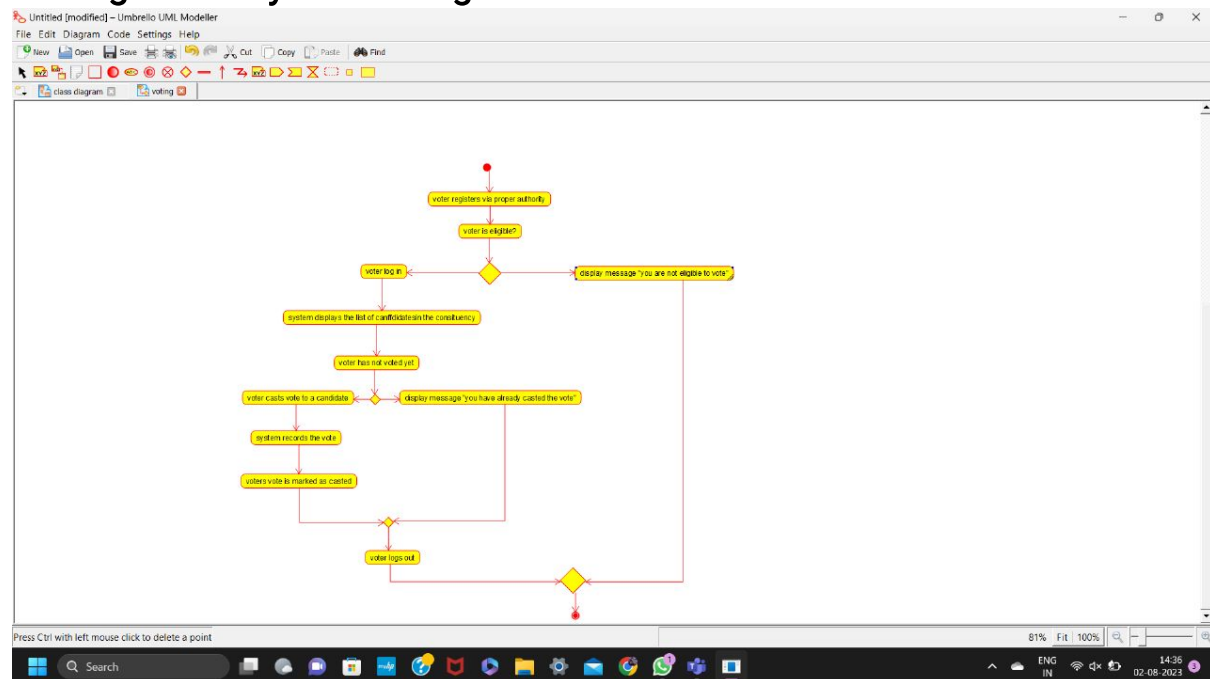 Untitled [modified] – Umbrello UML Modeller
File Edit Diagram Code Settings Help
New Open Save Cut Copy Paste Find
class diagram voting
voter registers via proper authority
voter is eligible?
voter log in
display message "you are not eligible to vote"
system displays the list of canffdidatesin the consituency
voter has not voted yet
voter casts vote to a candidate
display message "you have already casted the vote"
system records the vote
voters vote is marked as casted
voter logs out
Press Ctrl with left mouse click to delete a point
81% Fit 100%
Search
ENG
IN
14:36
02-08-2023
3